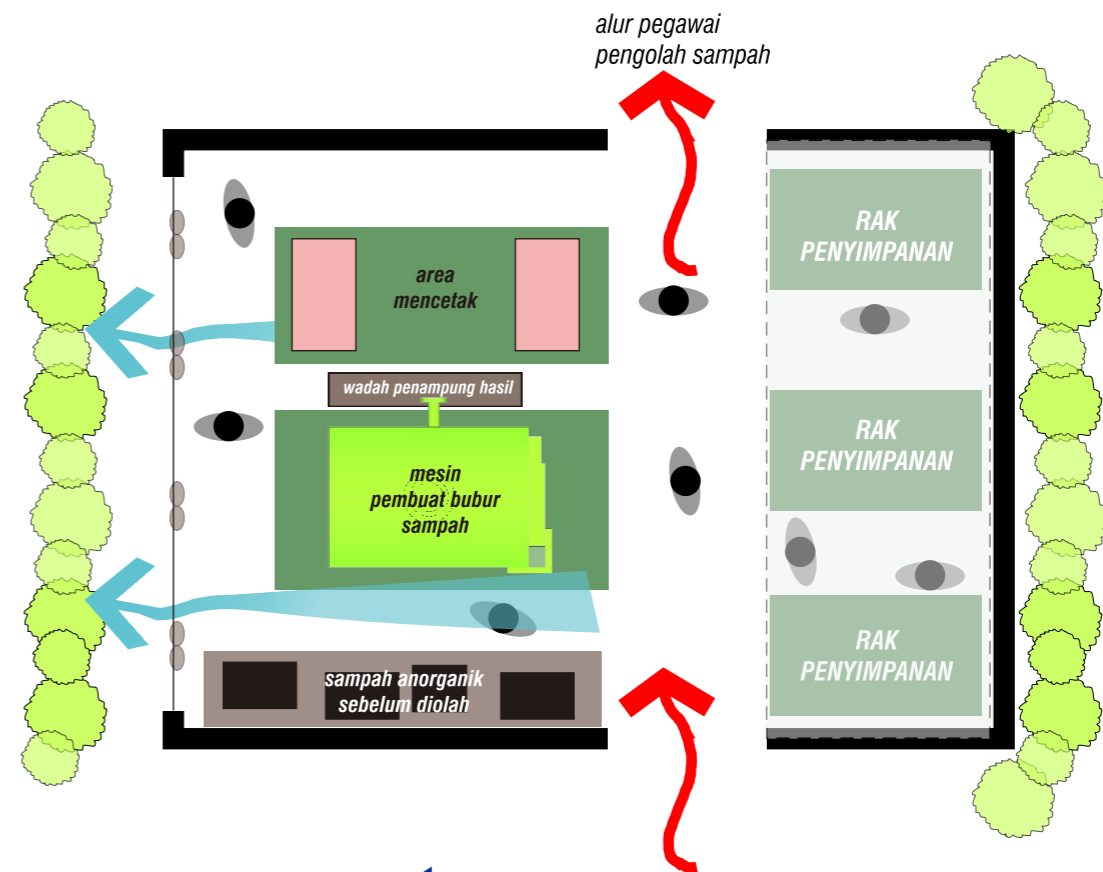 alur pegawai
pengolah sampah
RAK
PENYIMPANAN
area
mencetak
wadah penampung hasil
RAK
PENYIMPANAN
mesin
pembuat bubur
sampah
RAK
PENYIMPANAN
sampah anorganik
sebelum diolah